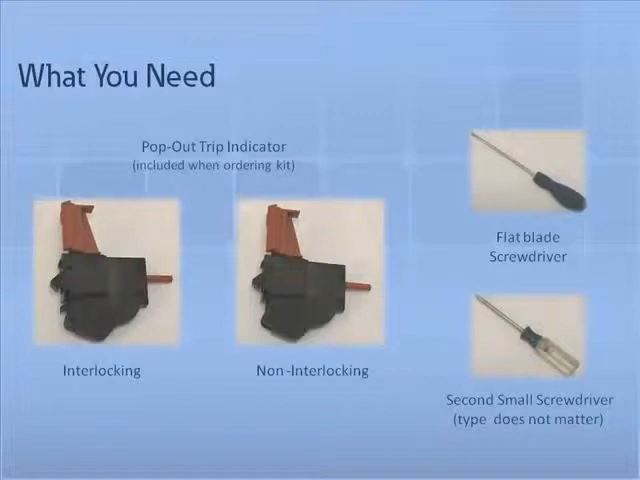 What You Need
Pop-Out Trip Indicator
(included when ordering kit)
Interlocking
Non-Interlocking
Flat blade
Screwdriver
Second Small Screwdriver
(type does not matter)